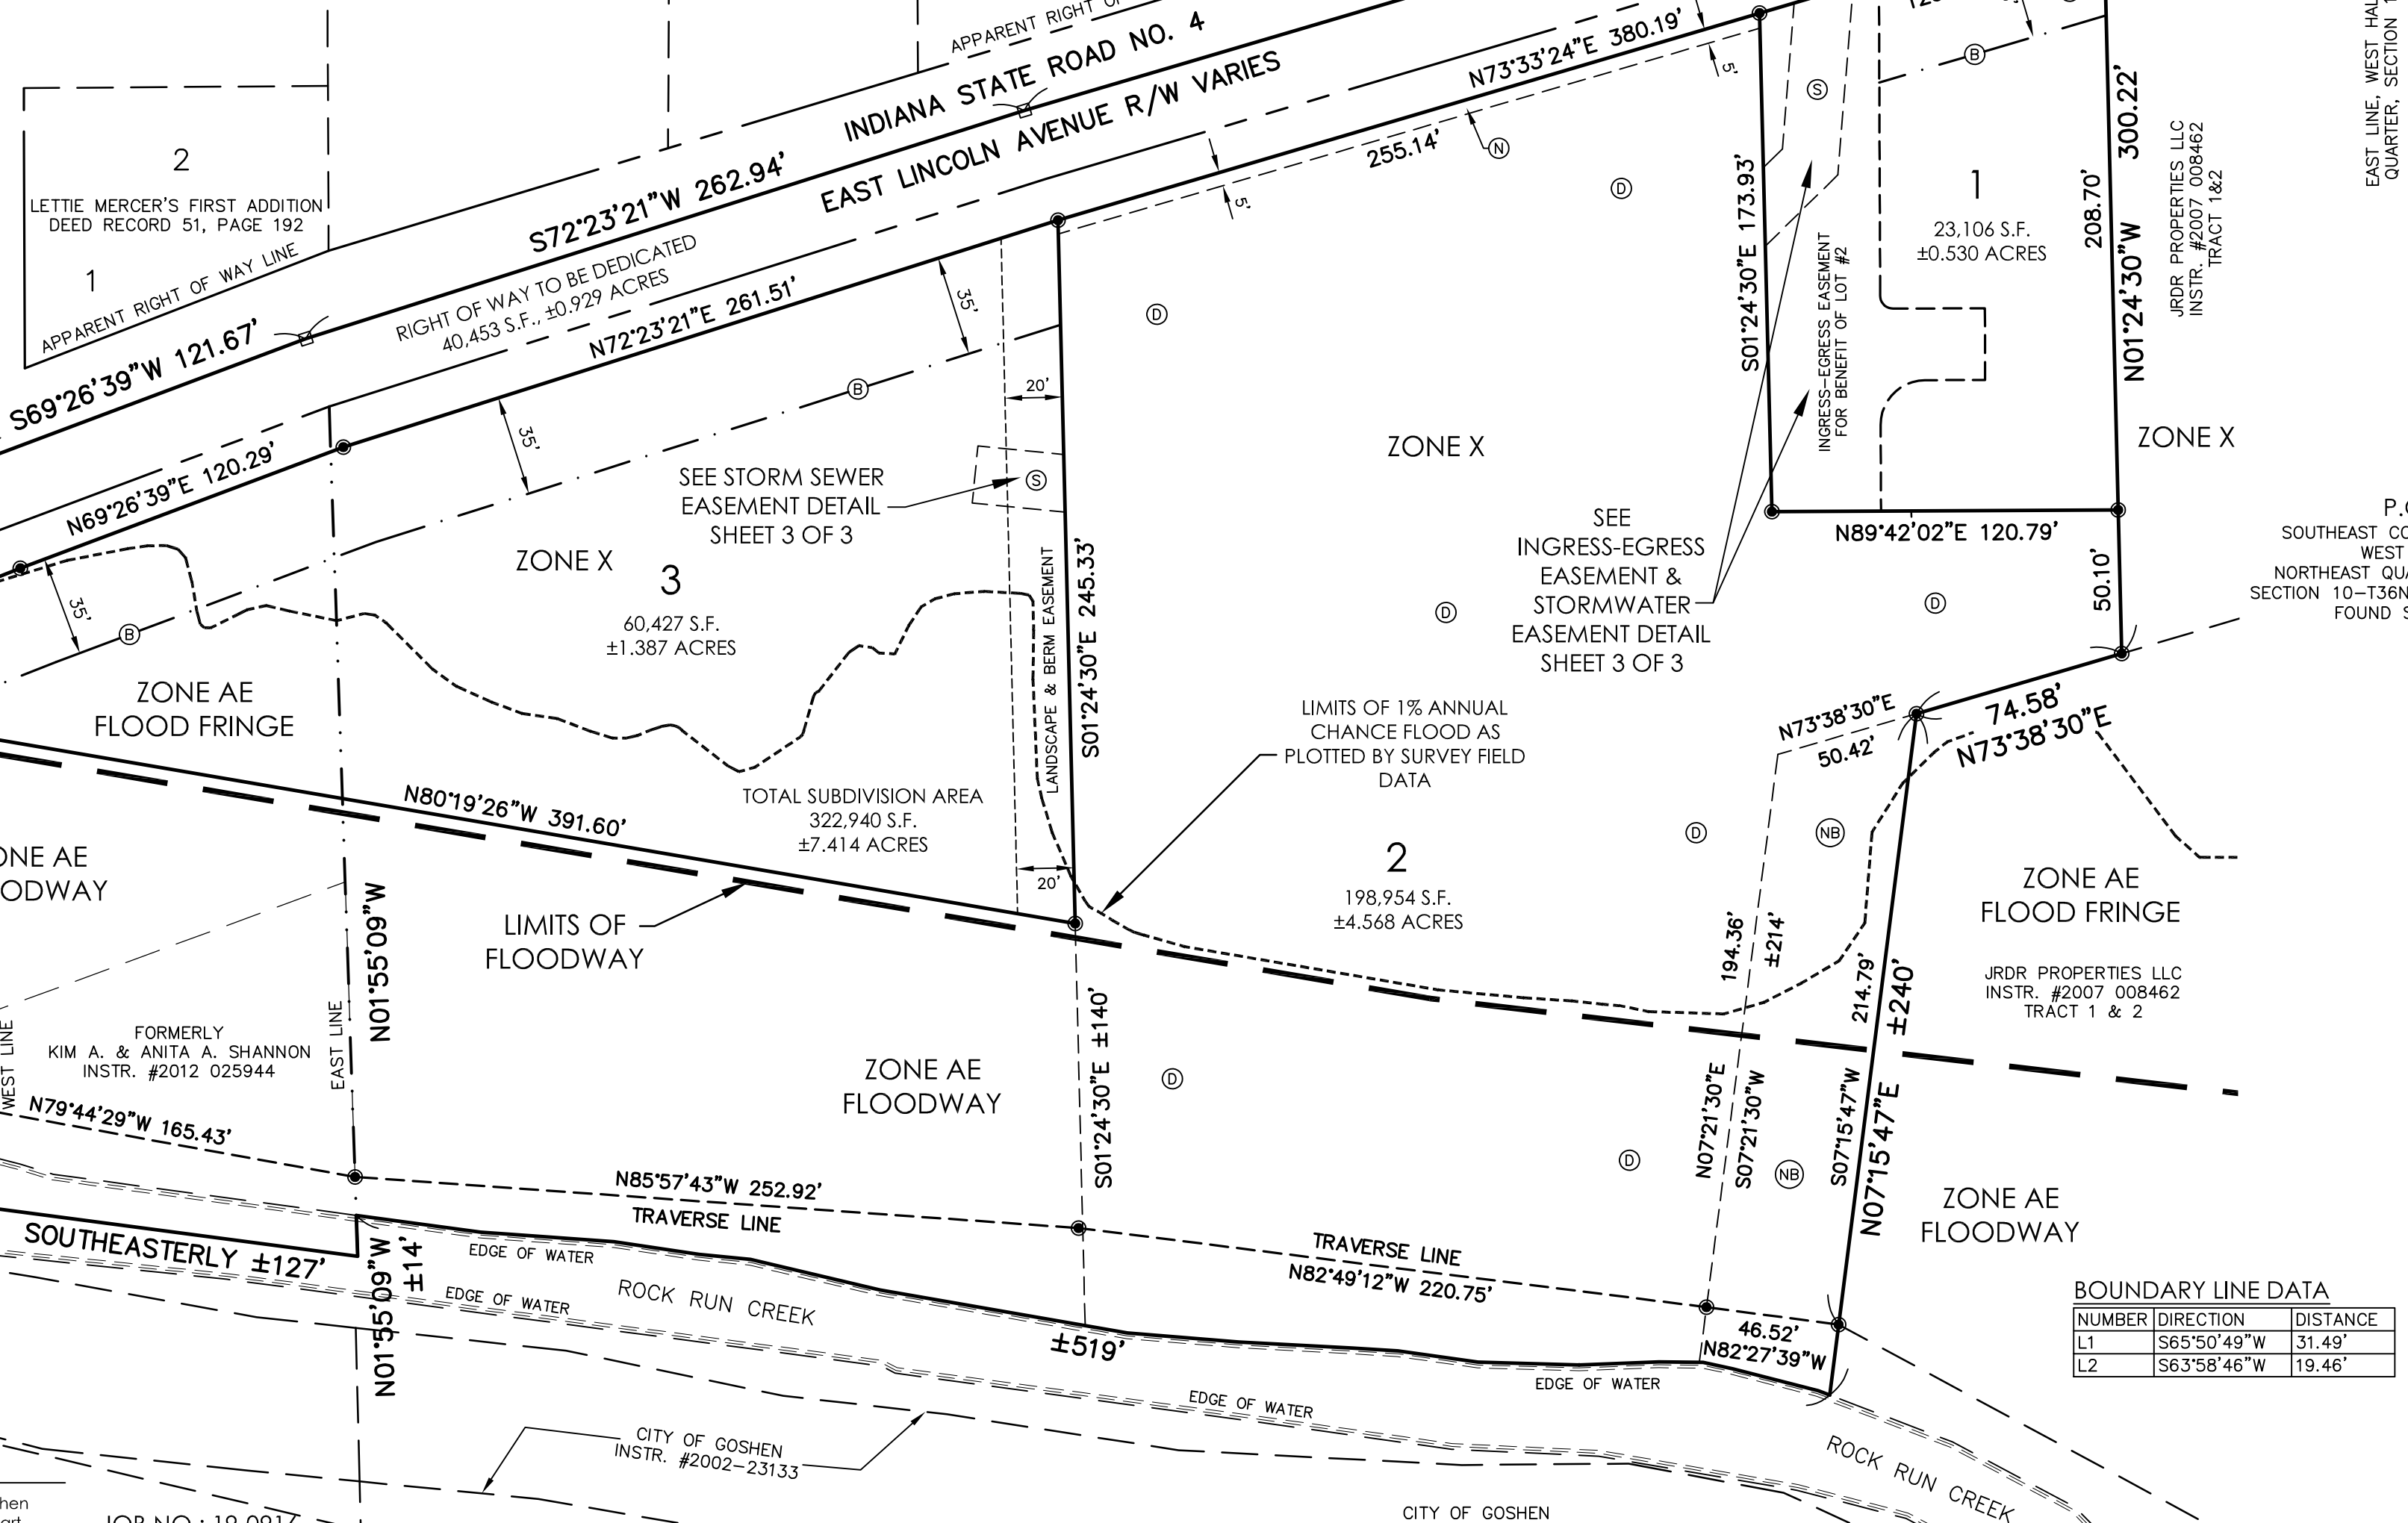 APPARENT RIGHT
INDIANA STATE ROAD NO. 4
EAST LINCOLN AVENUE R/W VARIES
N73°33'24"E 380.19'
255.14'
5'
5'
N
S72°23'21"W 262.94'
RIGHT OF WAY TO BE DEDICATED
40,453 S.F., ±0.929 ACRES
N72°23'21"E 261.51'
2
LETTIE MERCER'S FIRST ADDITION
DEED RECORD 51, PAGE 192
1
APPARENT RIGHT OF WAY LINE
S69°26'39"W 121.67'
N69°26'39"E 120.29'
35'
35'
35'
B
B
B
20'
S
SEE STORM SEWER
EASEMENT DETAIL
SHEET 3 OF 3
ZONE X
3
60,427 S.F.
±1.387 ACRES
LANDSCAPE & BERM EASEMENT
S01°24'30"E 245.33'
20'
ZONE AE
FLOOD FRINGE
N80°19'26"W 391.60'
TOTAL SUBDIVISION AREA
322,940 S.F.
±7.414 ACRES
LIMITS OF
FLOODWAY
D
D
D
D
D
D
D
ZONE X
S01°24'30"E 173.93'
S
INGRESS-EGRESS EASEMENT
FOR BENEFIT OF LOT #2
1
23,106 S.F.
±0.530 ACRES
208.70'
N01°24'30"W 300.22'
JRDR PROPERTIES LLC
INSTR. #2007 008462
TRACT 1&2
EAST LINE, WEST
QUARTER, SECTION
ZONE X
SEE
INGRESS-EGRESS
EASEMENT &
STORMWATER
EASEMENT DETAIL
SHEET 3 OF 3
N89°42'02"E 120.79'
50.10'
SOUTHEAST
WEST
NORTHEAST
SECTION 10-T36N
FOUND
N73°38'30"E
50.42'
74.58'
N73°38'30"E
LIMITS OF 1% ANNUAL
CHANCE FLOOD AS
PLOTTED BY SURVEY FIELD
DATA
2
198,954 S.F.
±4.568 ACRES
NB
194.36'
±214'
214.79'
±240'
N07°21'30"E
S07°21'30"W
S07°15'47"W
N07°15'47"E
NB
ZONE AE
FLOOD FRINGE
JRDR PROPERTIES LLC
INSTR. #2007 008462
TRACT 1 & 2
ZONE AE
FLOODWAY
AE
N01°55'09"W
EAST LINE
WEST LINE
FORMERLY
KIM A. & ANITA A. SHANNON
INSTR. #2012 025944
N79°44'29"W 165.43'
ZONE AE
FLOODWAY
S01°24'30"E ±140'
N85°57'43"W 252.92'
TRAVERSE LINE
TRAVERSE LINE
N82°49'12"W 220.75'
46.52'
N82°27'39"W
SOUTHEASTERLY ±127'
N01°55'09"W
±14'
EDGE OF WATER
EDGE OF WATER
ROCK RUN CREEK
±519'
EDGE OF WATER
EDGE OF WATER
ROCK RUN CREEK
CITY OF GOSHEN
INSTR. #2002-23133
CITY OF GOSHEN
BOUNDARY LINE DATA
NUMBER DIRECTION DISTANCE
L1 S65°50'49"W 31.49'
L2 S63°58'46"W 19.46'